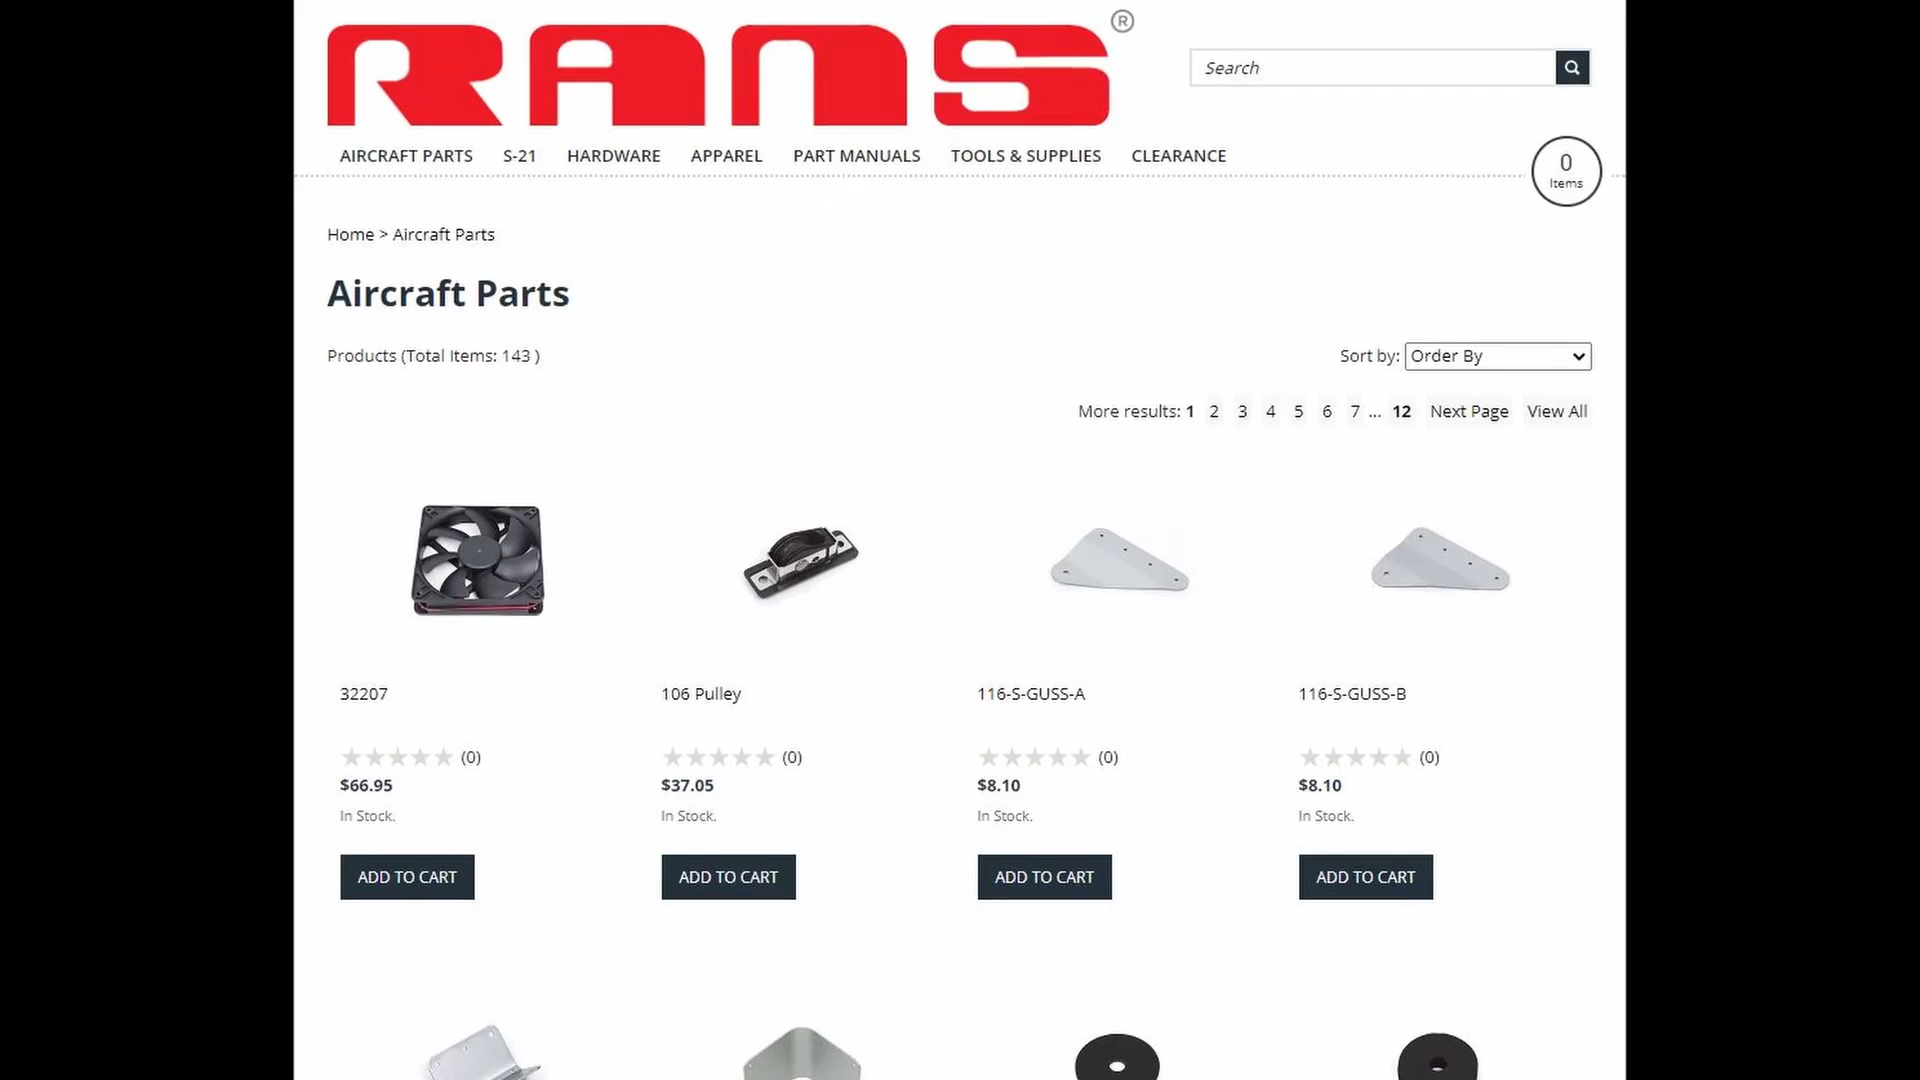 RANS®
Search
AIRCRAFT PARTS S-21 HARDWARE APPAREL PART MANUALS TOOLS & SUPPLIES CLEARANCE
0
Items
Home > Aircraft Parts
Aircraft Parts
Products (Total Items: 143 )
Sort by: Order By
More results: 1 2 3 4 5 6 7 ... 12 Next Page View All
32207
(0)
$66.95
In Stock.
ADD TO CART
106 Pulley
(0)
$37.05
In Stock.
ADD TO CART
116-S-GUSS-A
(0)
$8.10
In Stock.
ADD TO CART
116-S-GUSS-B
(0)
$8.10
In Stock.
ADD TO CART